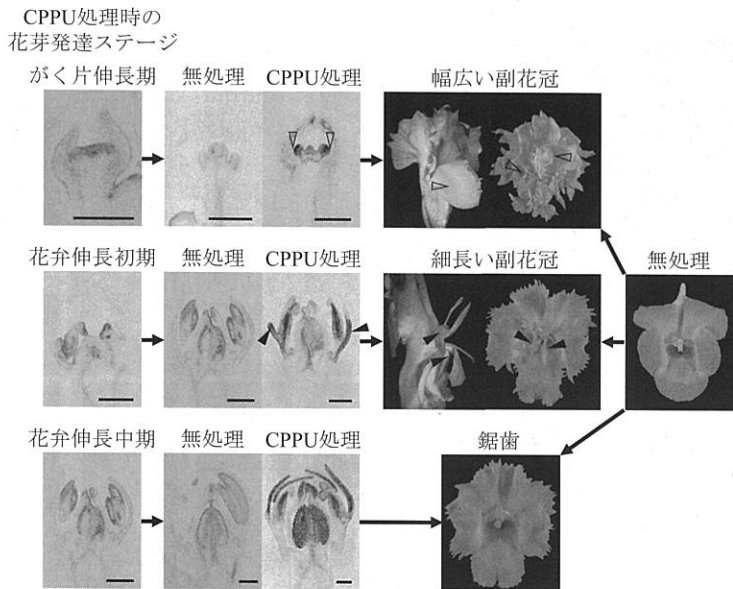 CPPU処理時の
花芽発達ステージ
がく片伸長期
無処理
CPPU処理
幅広い副花冠
花弁伸長初期
無処理
CPPU処理
細長い副花冠
無処理
花弁伸長中期
無処理
CPPU処理
鋸歯